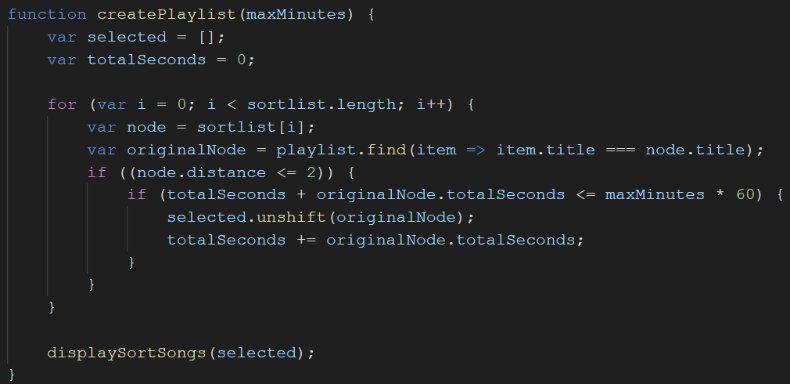 function createPlaylist(maxMinutes) {
    var selected = [];
    var totalSeconds = 0;

    for (var i = 0; i < sortlist.length; i++) {
        var node = sortlist[i];
        var originalNode = playlist.find(item => item.title === node.title);
        if ((node.distance <= 2)) {
            if (totalSeconds + originalNode.totalSeconds <= maxMinutes * 60) {
                selected.unshift(originalNode);
                totalSeconds += originalNode.totalSeconds;
            }
        }
    }

    displaySortSongs(selected);
}